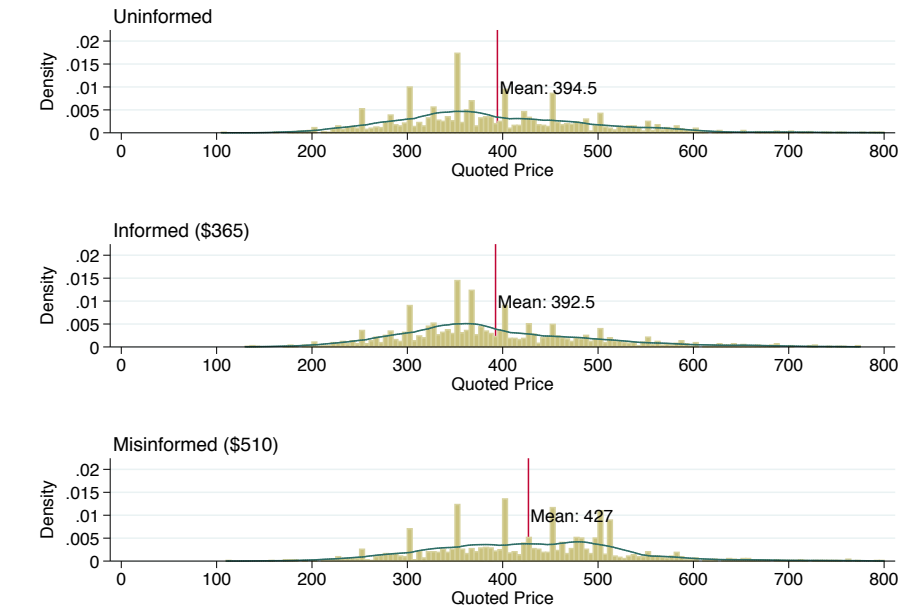 Uninformed
Density
.02
.015
.01
.005
0
Mean: 394.5
0 100 200 300 400 500 600 700 800
Quoted Price
Informed ($365)
Density
.02
.015
.01
.005
0
Mean: 392.5
0 100 200 300 400 500 600 700 800
Quoted Price
Misinformed ($510)
Density
.02
.015
.01
.005
0
Mean: 427
0 100 200 300 400 500 600 700 800
Quoted Price